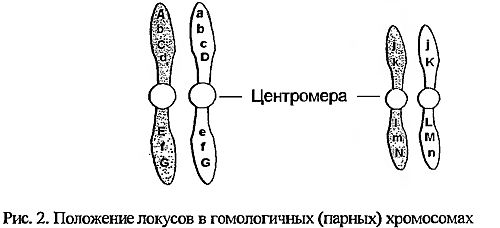 A a
b b
C c
d D
j j
k K
Центромера
E e
f f
G G
l L
m M
N n
Рис. 2. Положение локусов в гомологичных (парных) хромосомах